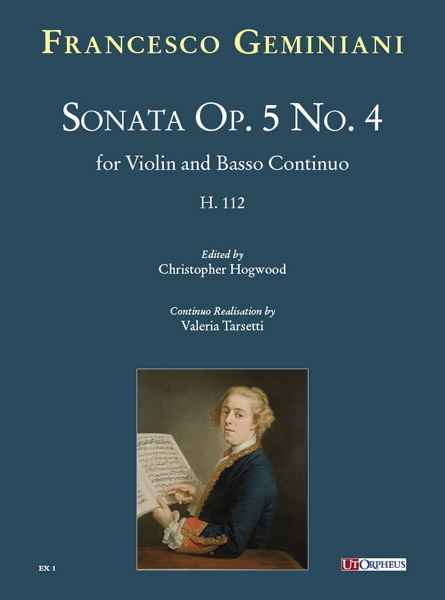 Francesco Geminiani
Sonata Op. 5 No. 4
for Violin and Basso Continuo
H. 112
Edited by
Christopher Hogwood
Continuo Realisation by
Valeria Tarsetti
EX 1
UT ORPHEUS